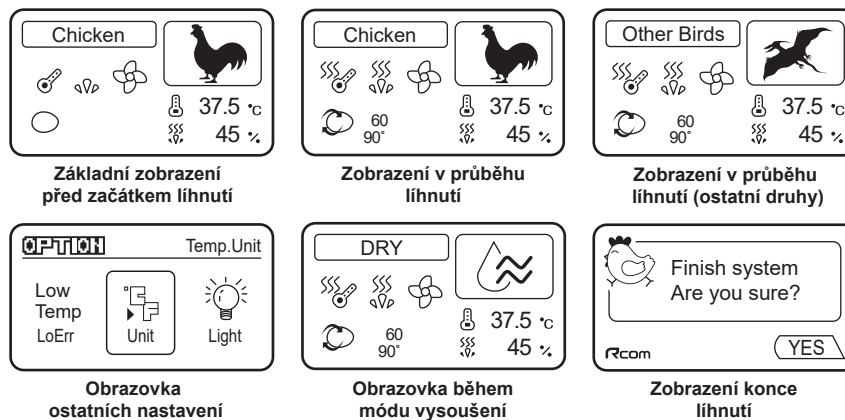 Chicken
37.5 °C
45 %
Základní zobrazení
před začátkem líhnutí
Chicken
60
90°
37.5 °C
45 %
Zobrazení v průběhu
líhnutí
Other Birds
60
90°
37.5 °C
45 %
Zobrazení v průběhu
líhnutí (ostatní druhy)
OPTION
Temp.Unit
Low
Temp
LoErr
°C
°F
Unit
Light
Obrazovka
ostatních nastavení
DRY
60
90°
37.5 °C
45 %
Obrazovka během
módu vysoušení
Finish system
Are you sure?
Rcom
YES
Zobrazení konce
líhnutí